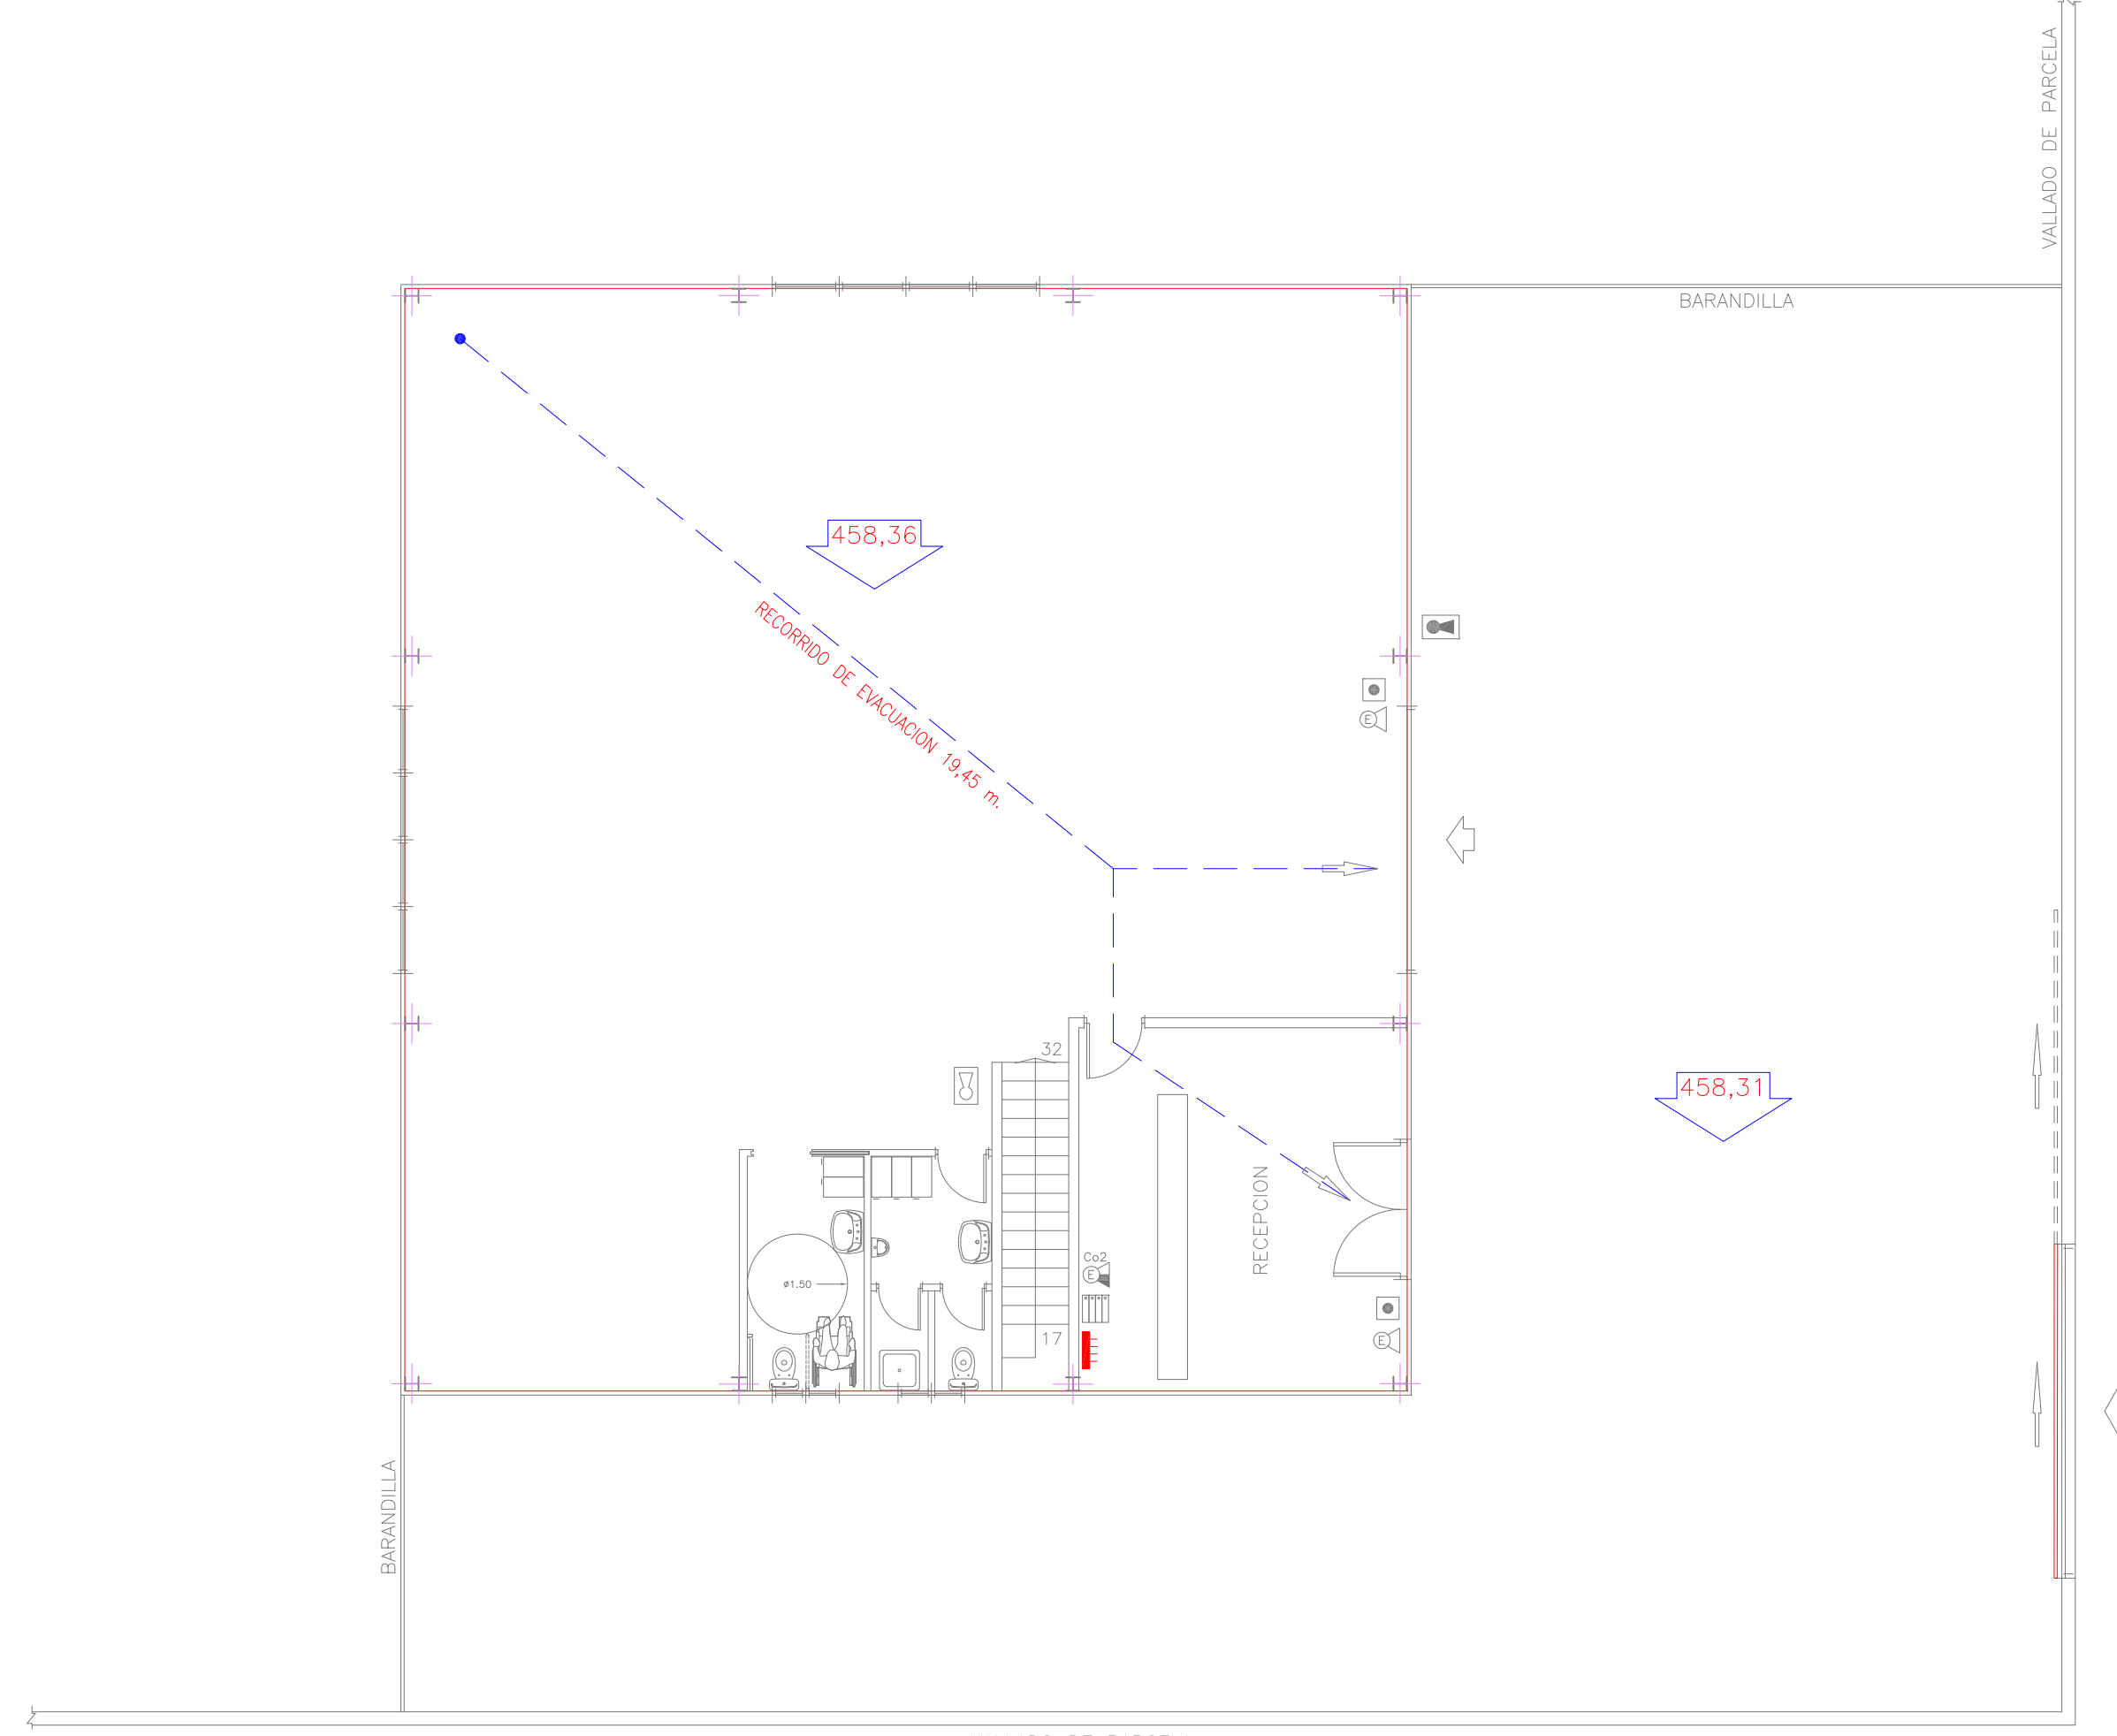 VALLADO DE PARCELA
BARANDILLA
458,36
RECORRIDO DE EVACUACION 19,45 m.
E
32
458,31
RECEPCION
Co2
E
ø1.50
17
E
BARANDILLA